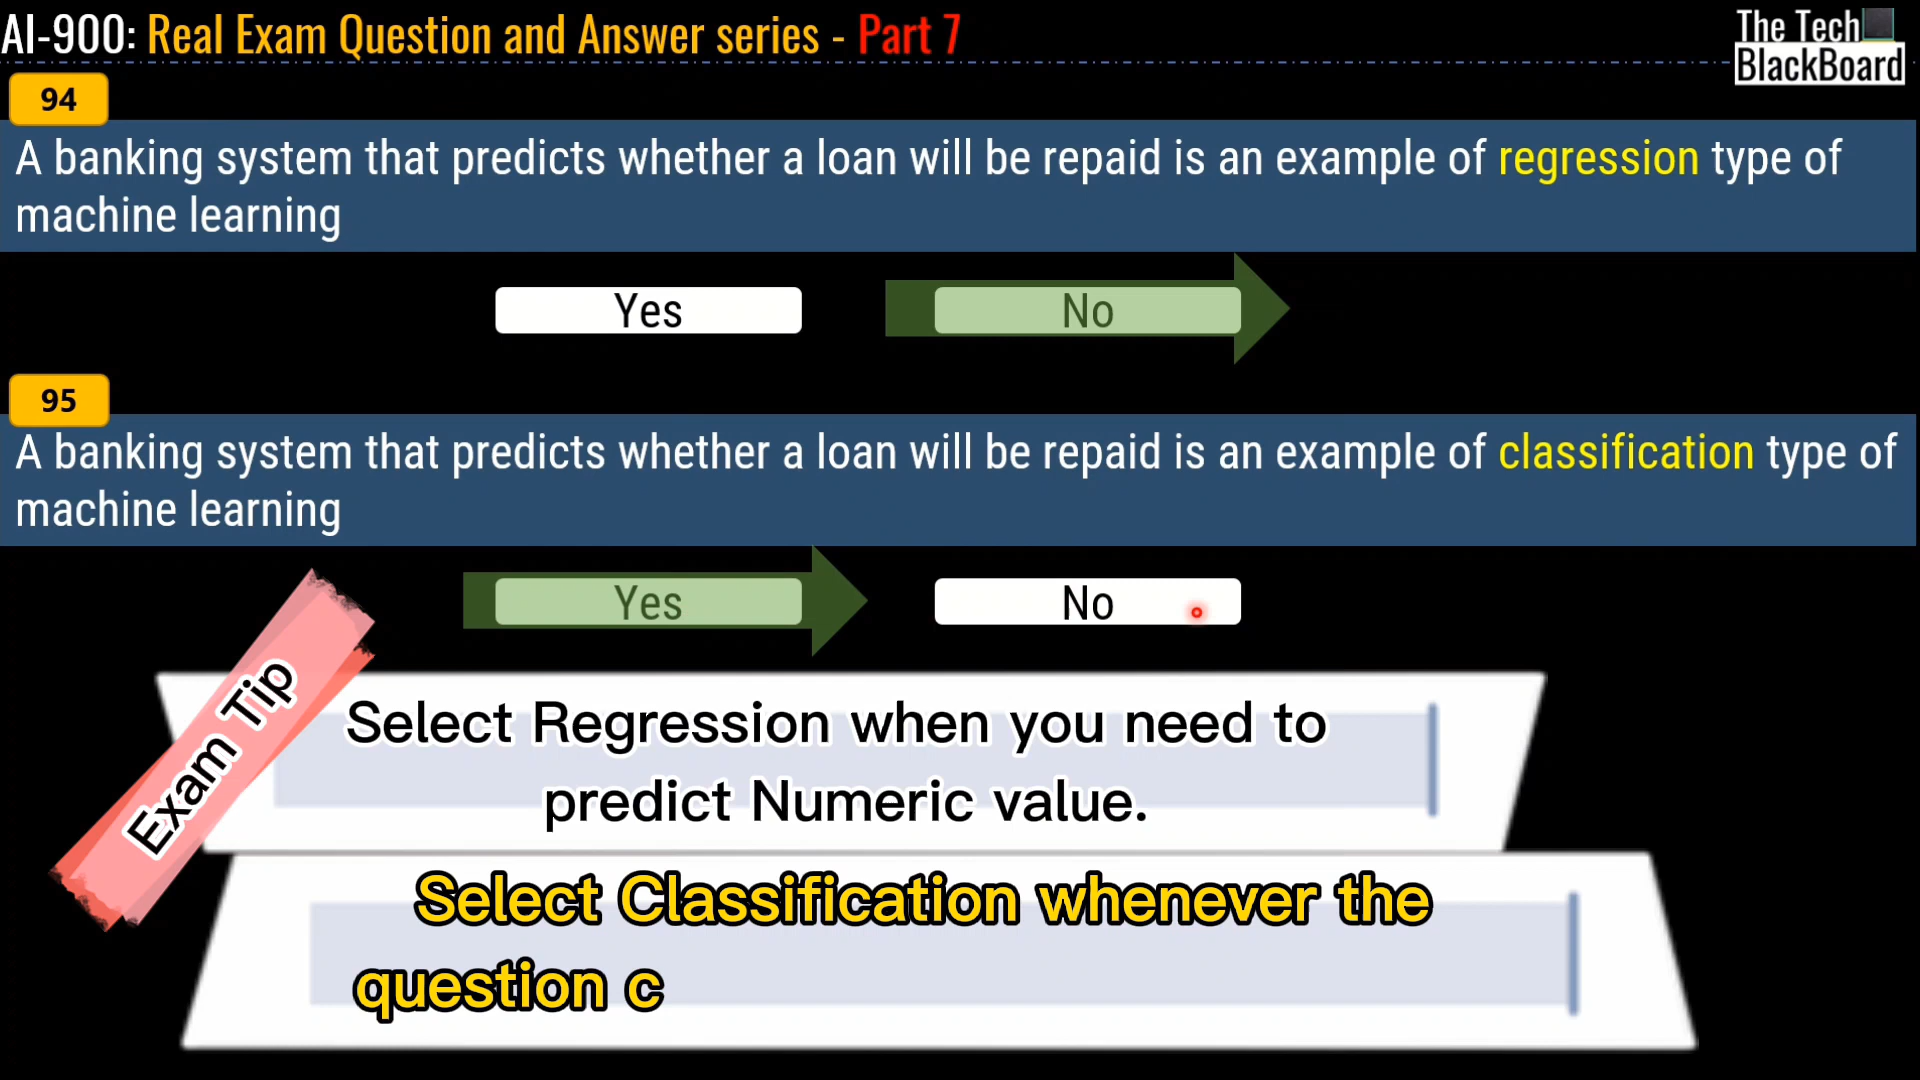 AI-900: Real Exam Question and Answer series - Part 7
The Tech
BlackBoard
94
A banking system that predicts whether a loan will be repaid is an example of regression type of
machine learning
Yes
No
95
A banking system that predicts whether a loan will be repaid is an example of classification type of
machine learning
Yes
No
Exam Tip
Select Regression when you need to
predict Numeric value.
Select Classification whenever the
question c